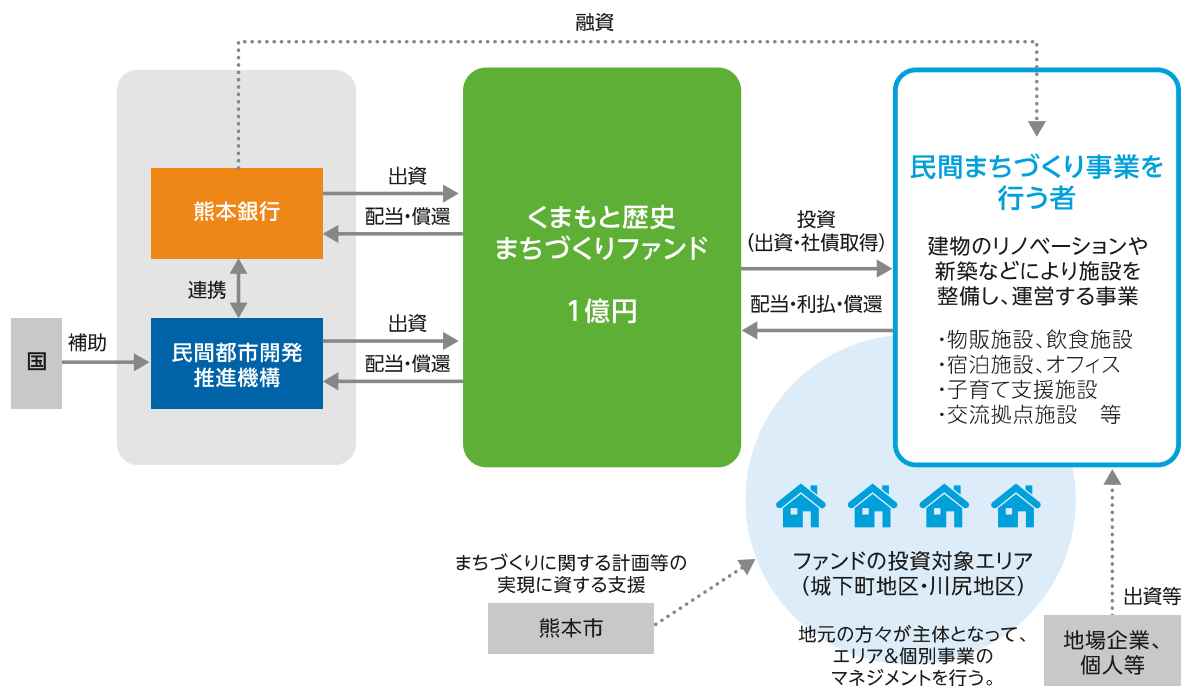 融資
熊本銀行
連携
国
補助
民間都市開発
推進機構
出資
配当・償還
出資
配当・償還
くまもと歴史
まちづくりファンド
1億円
投資
(出資・社債取得)
配当・利払・償還
民間まちづくり事業を
行う者
建物のリノベーションや
新築などにより施設を
整備し、運営する事業
・物販施設、飲食施設
・宿泊施設、オフィス
・子育て支援施設
・交流拠点施設　等
ファンドの投資対象エリア
(城下町地区・川尻地区)
地元の方々が主体となって、
エリア&個別事業の
マネジメントを行う。
まちづくりに関する計画等の
実現に資する支援
熊本市
出資等
地場企業、
個人等